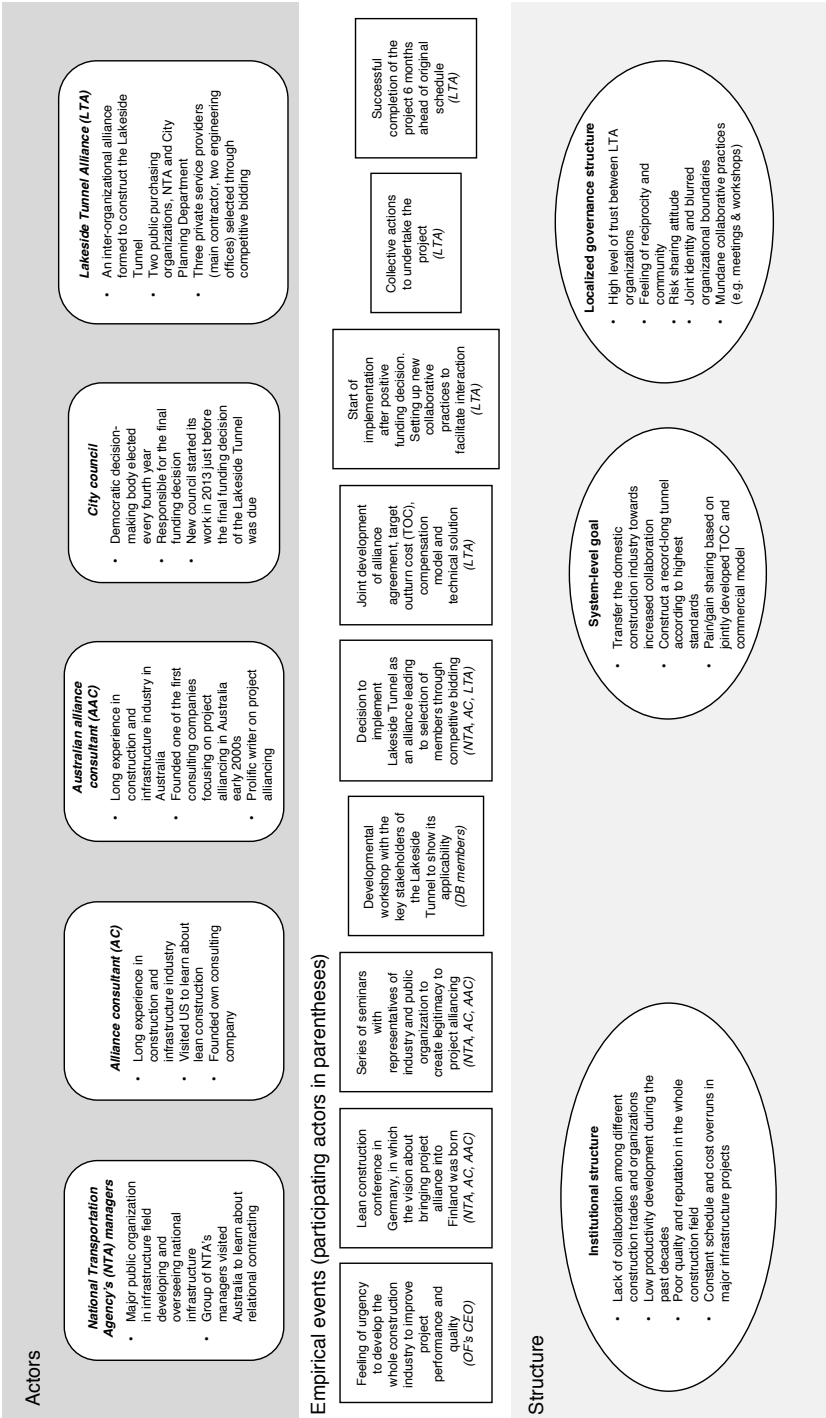 Actors
National Transportation
Agency's (NTA) managers
• Major public organization
in infrastructure field
developing and
overseeing national
infrastructure
• Group of NTA's
managers visited
Australia to learn about
relational contracting
Alliance consultant (AC)
• Long experience in
construction and
infrastructure industry
• Visited US to learn about
lean construction
• Founded own consulting
company
Australian alliance
consultant (AAC)
• Long experience in
construction and
infrastructure industry in
Australia
• Founded one of the first
consulting companies
focusing on project
alliancing in Australia
early 2000s
• Prolific writer on project
alliancing
City council
• Democratic decision-
making body elected
every fourth year
• Responsible for the final
funding decision
• New council started its
work in 2013 just before
the final funding decision
of the Lakeside Tunnel
was due
Lakeside Tunnel Alliance (LTA)
• An inter-organizational alliance
formed to construct the Lakeside
Tunnel
• Two public purchasing
organizations, NTA and City
Planning Department
• Three private service providers
(main contractor, two engineering
offices) selected through
competitive bidding
Empirical events (participating actors in parentheses)
Feeling of urgency
to develop the
whole construction
industry to improve
project
performance and
quality
(OF's CEO)
Lean construction
conference in
Germany, in which
the vision about
bringing project
alliance into
Finland was born
(NTA, AC, AAC)
Series of seminars
with
representatives of
industry and public
organization to
create legitimacy to
project alliancing
(NTA, AC, AAC)
Developmental
workshop with the
key stakeholders of
the Lakeside
Tunnel to show its
applicability
(DB members)
Decision to
implement
Lakeside Tunnel as
an alliance leading
to selection of
members through
competitive bidding
(NTA, AC, LTA)
Joint development
of alliance
agreement, target
outturn cost (TOC),
compensation
model and
technical solution
(LTA)
Start of
implementation
after positive
funding decision.
Setting up new
collaborative
practices to
facilitate interaction
(LTA)
Collective actions
to undertake the
project
(LTA)
Successful
completion of the
project 6 months
ahead of original
schedule
(LTA)
Structure
Institutional structure
• Lack of collaboration among different
construction trades and organizations
• Low productivity development during the
past decades
• Poor quality and reputation in the whole
construction field
• Constant schedule and cost overruns in
major infrastructure projects
System-level goal
• Transfer the domestic
construction industry towards
increased collaboration
• Construct a record-long tunnel
according to highest
standards
• Pain/gain sharing based on
jointly developed TOC and
commercial model
Localized governance structure
• High level of trust between LTA
organizations
• Feeling of reciprocity and
community
• Risk sharing attitude
• Joint identity and blurred
organizational boundaries
• Mundane collaborative practices
(e.g. meetings & workshops)